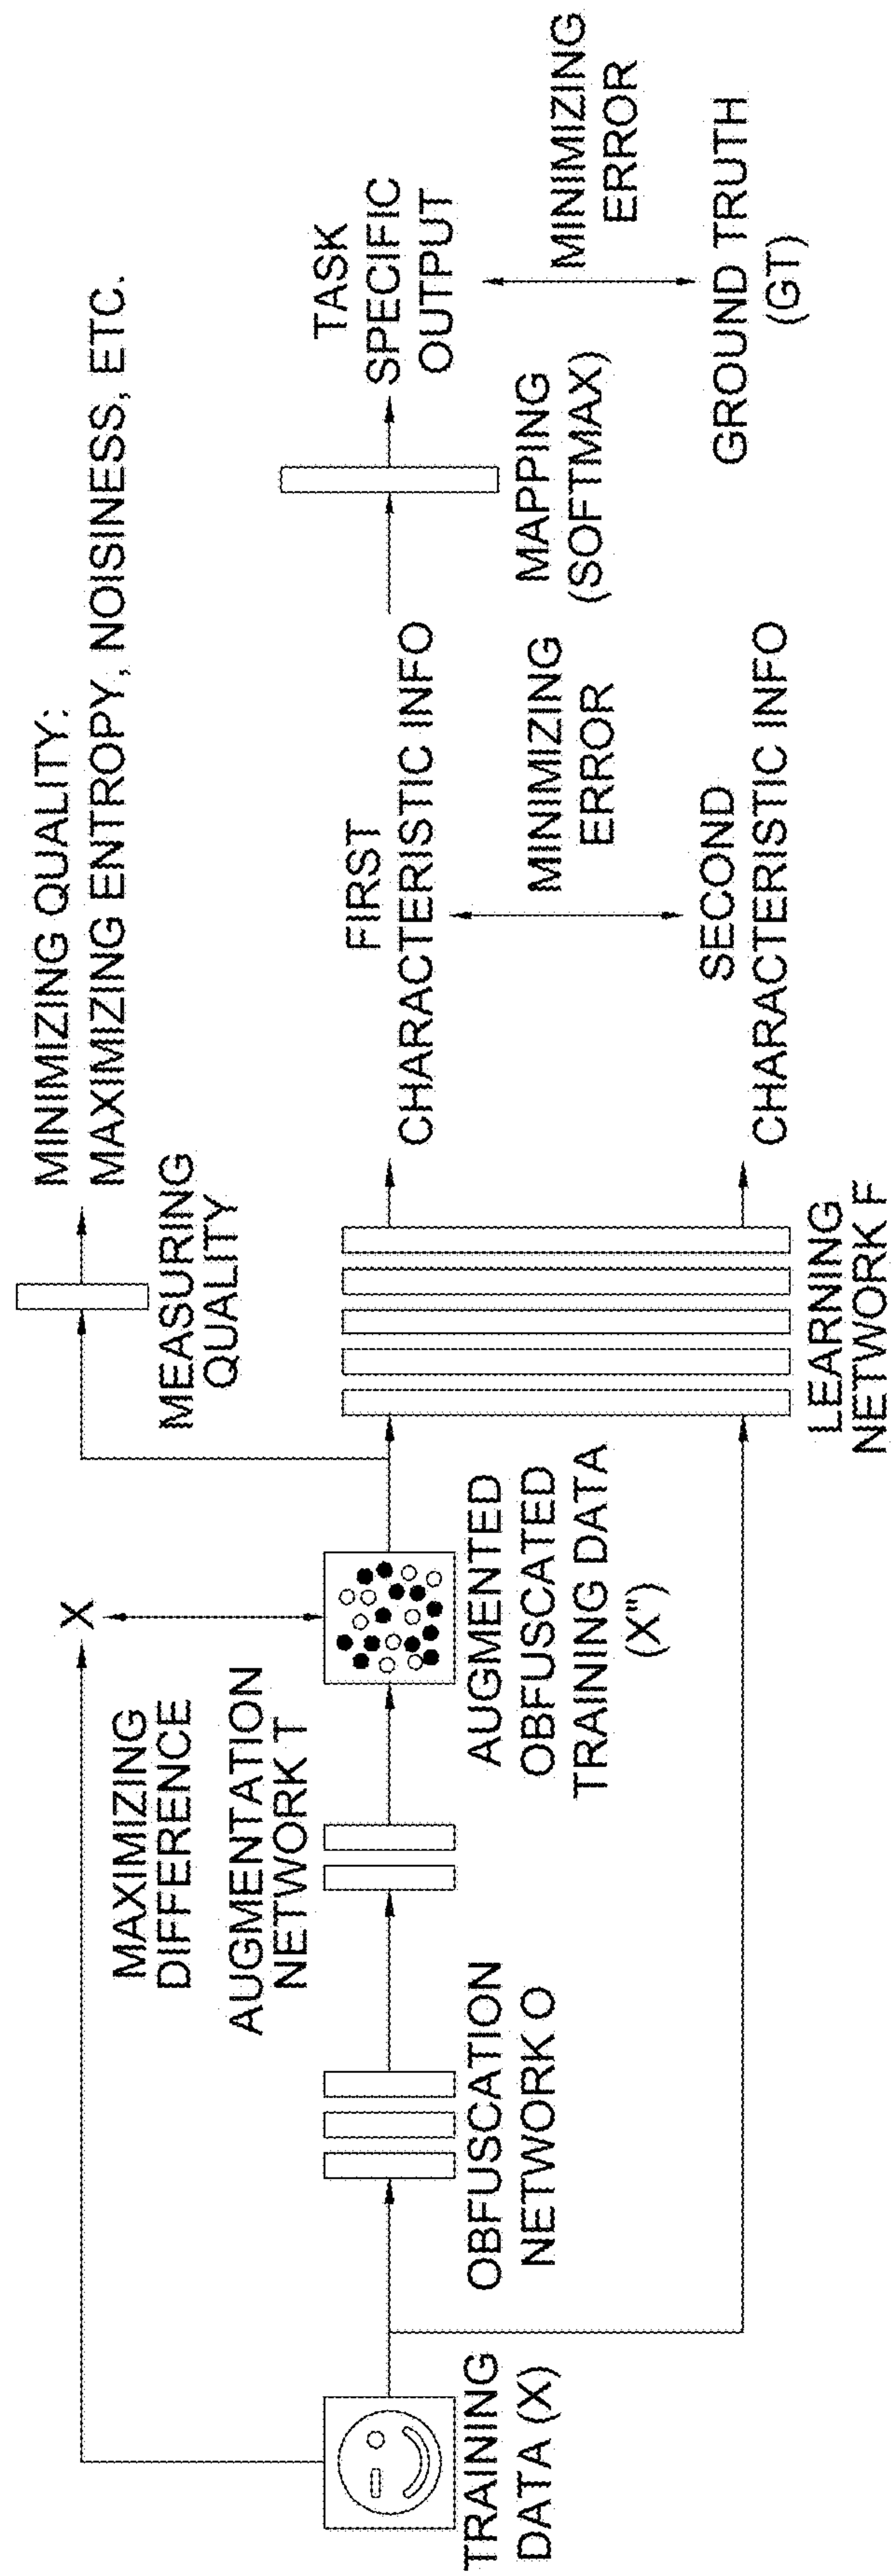 TRAINING
DATA (X)
OBFUSCATION
NETWORK O
AUGMENTATION
NETWORK T
MAXIMIZING
DIFFERENCE
X
AUGMENTED
OBFUSCATED
TRAINING DATA
(X")
MEASURING
QUALITY
MINIMIZING QUALITY:
MAXIMIZING ENTROPY, NOISINESS, ETC.
LEARNING
NETWORK F
FIRST
CHARACTERISTIC INFO
MINIMIZING
ERROR
SECOND
CHARACTERISTIC INFO
MAPPING
(SOFTMAX)
TASK
SPECIFIC
OUTPUT
MINIMIZING
ERROR
GROUND TRUTH
(GT)